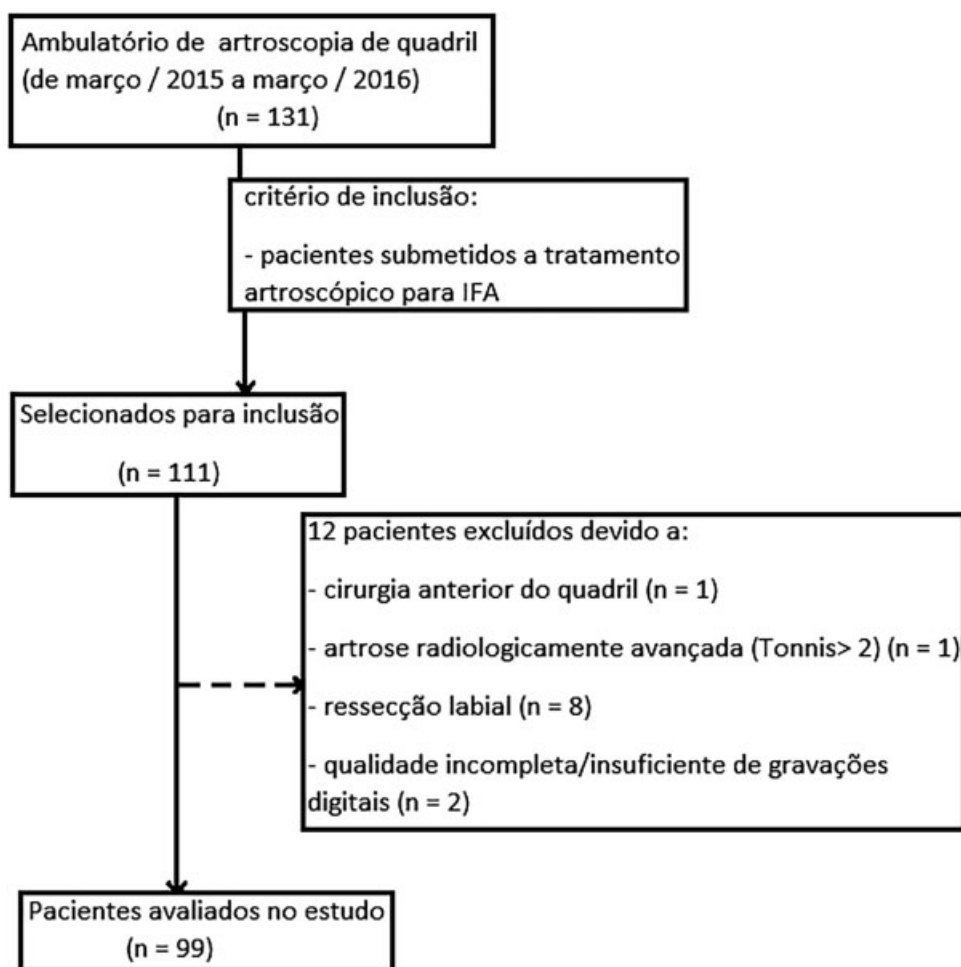 Ambulatório de artroscopia de quadril
(de março / 2015 a março / 2016)
(n = 131)
critério de inclusão:
- pacientes submetidos a tratamento
artroscópico para IFA
Selecionados para inclusão
(n = 111)
12 pacientes excluídos devido a:
- cirurgia anterior do quadril (n = 1)
- artrose radiologicamente avançada (Tonnis> 2) (n = 1)
- ressecção labial (n = 8)
- qualidade incompleta/insuficiente de gravações
digitais (n = 2)
Pacientes avaliados no estudo
(n = 99)